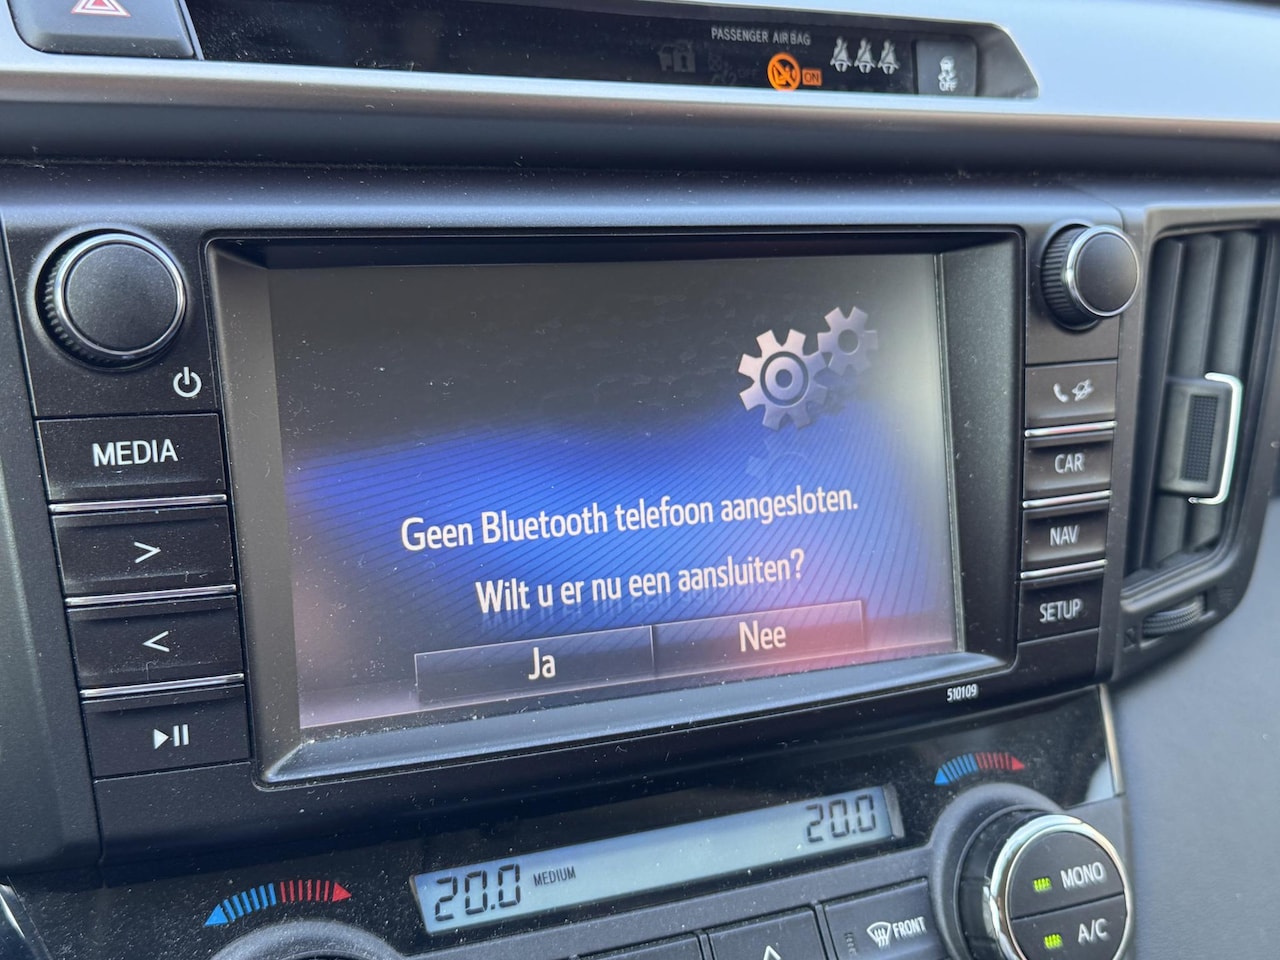 PASSENGER AIR BAG
OFF
ON
OFF
MEDIA
>
<
CAR
NAV
SETUP
Geen Bluetooth telefoon aangesloten.
Wilt u er nu een aansluiten?
Ja
Nee
510109
20.0
MEDIUM
20.0
MONO
A/C
FRONT